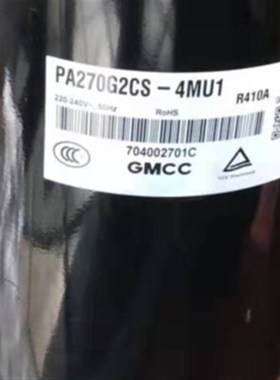 PA270G2CS-4MU1
220-240V~, 50Hz RoHS R410A
704002701C
GMCC